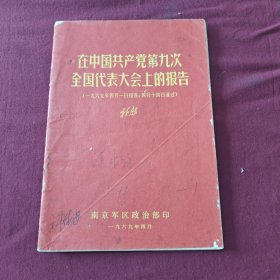 在中国共产党第九次
全国代表大会上的报告
（一九六九年四月一日报告，四月十四日通过）
林彪
南京军区政治部印
一九六九年四月